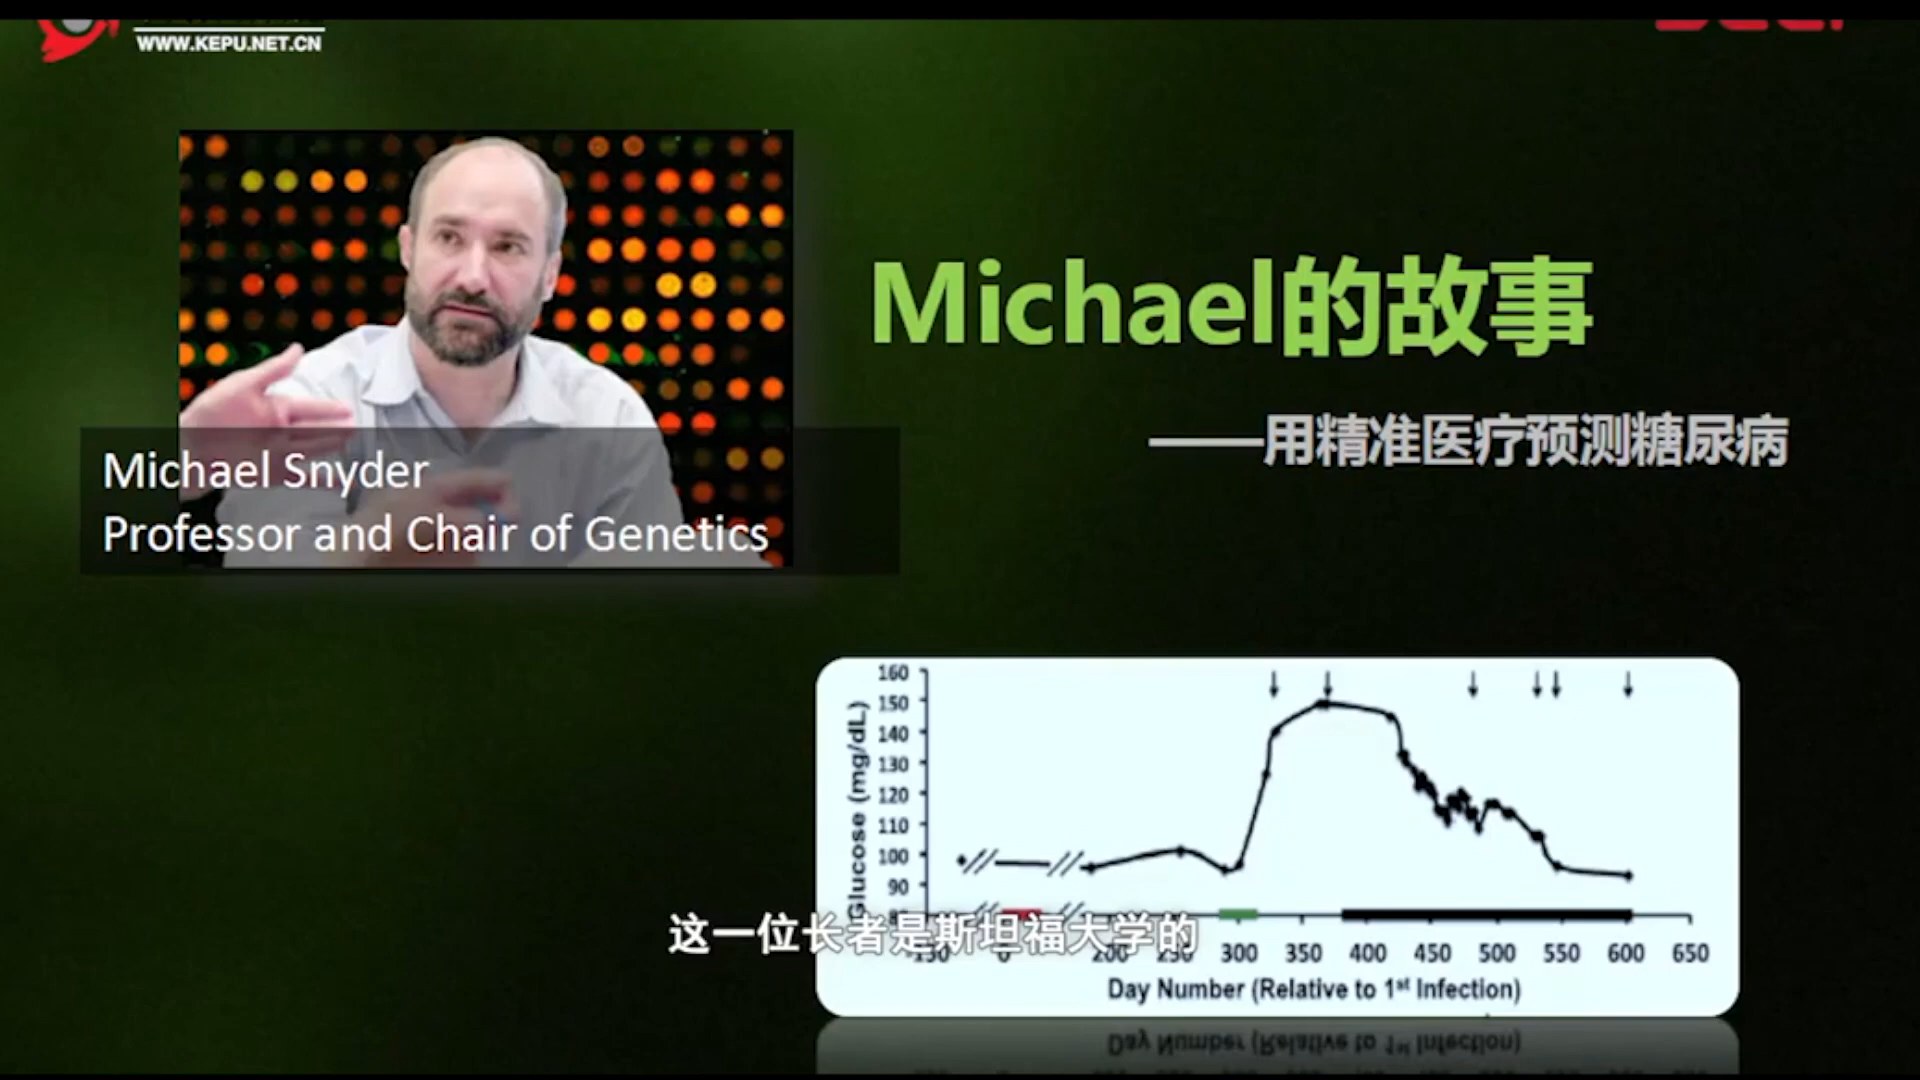 WWW.KEPU.NET.CN
Michael的故事
——用精准医疗预测糖尿病
Michael Snyder
Professor and Chair of Genetics
160
150
140
130
120
110
100
90
Glucose (mg/dL)
这一位长者是斯坦福大学的
0 200 250 300 350 400 450 500 550 600 650
Day Number (Relative to 1st Infection)